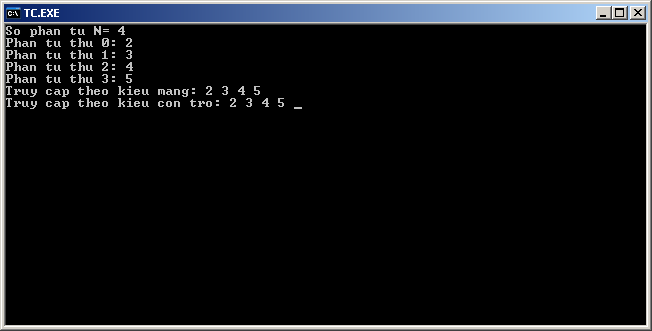 TC.EXE
So phan tu N= 4
Phan tu thu 0: 2
Phan tu thu 1: 3
Phan tu thu 2: 4
Phan tu thu 3: 5
Truy cap theo kieu mang: 2 3 4 5
Truy cap theo kieu con tro: 2 3 4 5 _